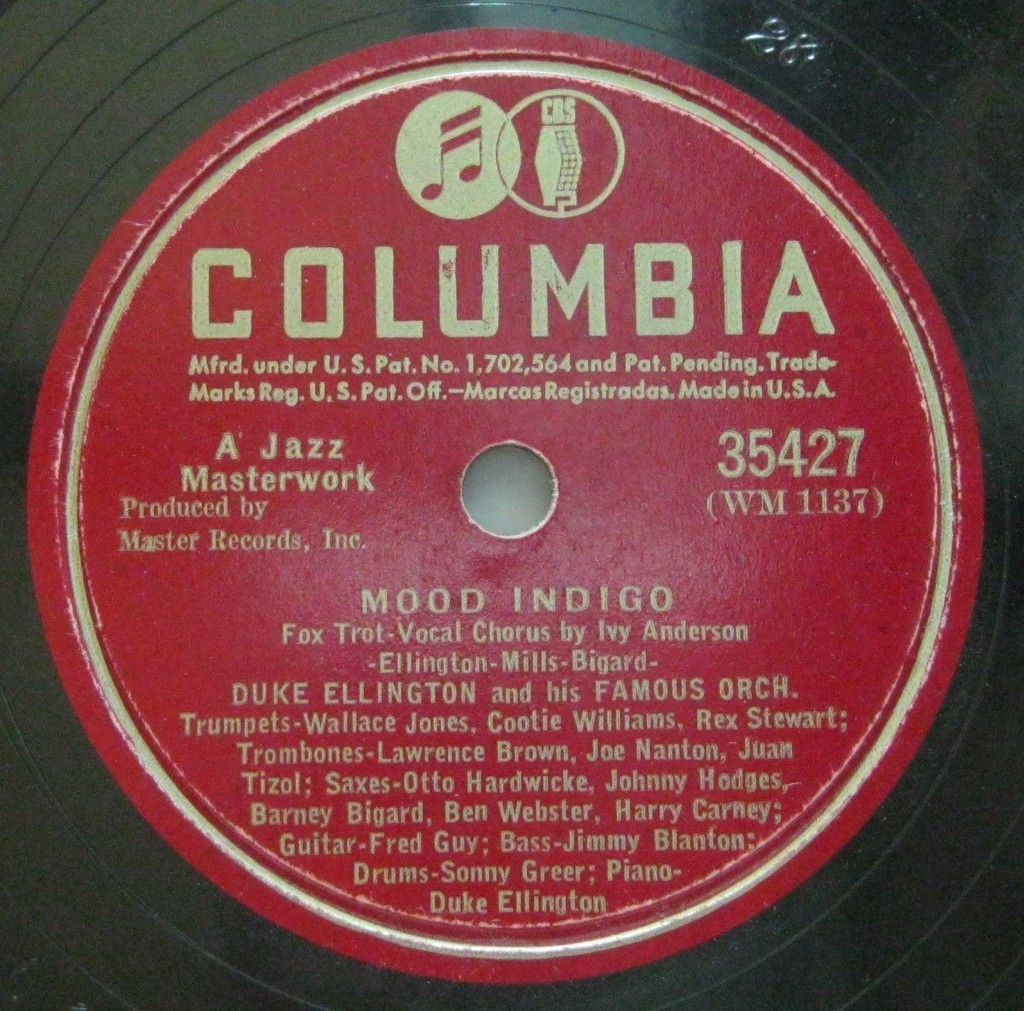 28
CBS
COLUMBIA
Mfrd. under U. S. Pat. No. 1,702,564 and Pat. Pending. Trade-
Marks Reg. U. S. Pat. Off.—Marcas Registradas. Made in U.S.A.
A Jazz
Masterwork
Produced by
Master Records, Inc.
35427
(WM 1137)
MOOD INDIGO
Fox Trot-Vocal Chorus by Ivy Anderson
-Ellington-Mills-Bigard-
DUKE ELLINGTON and his FAMOUS ORCH.
Trumpets-Wallace Jones, Cootie Williams, Rex Stewart;
Trombones-Lawrence Brown, Joe Nanton, Juan
Tizol; Saxes-Otto Hardwicke, Johnny Hodges,
Barney Bigard, Ben Webster, Harry Carney;
Guitar-Fred Guy; Bass-Jimmy Blanton;
Drums-Sonny Greer; Piano-
Duke Ellington